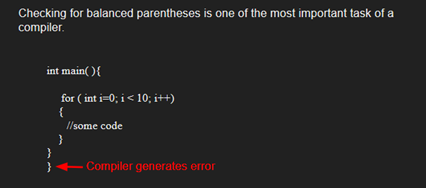 Checking for balanced parentheses is one of the most important task of a
compiler.
int main( ){
for ( int i=0; i < 10; i++)
{
//some code
}
}
} Compiler generates error